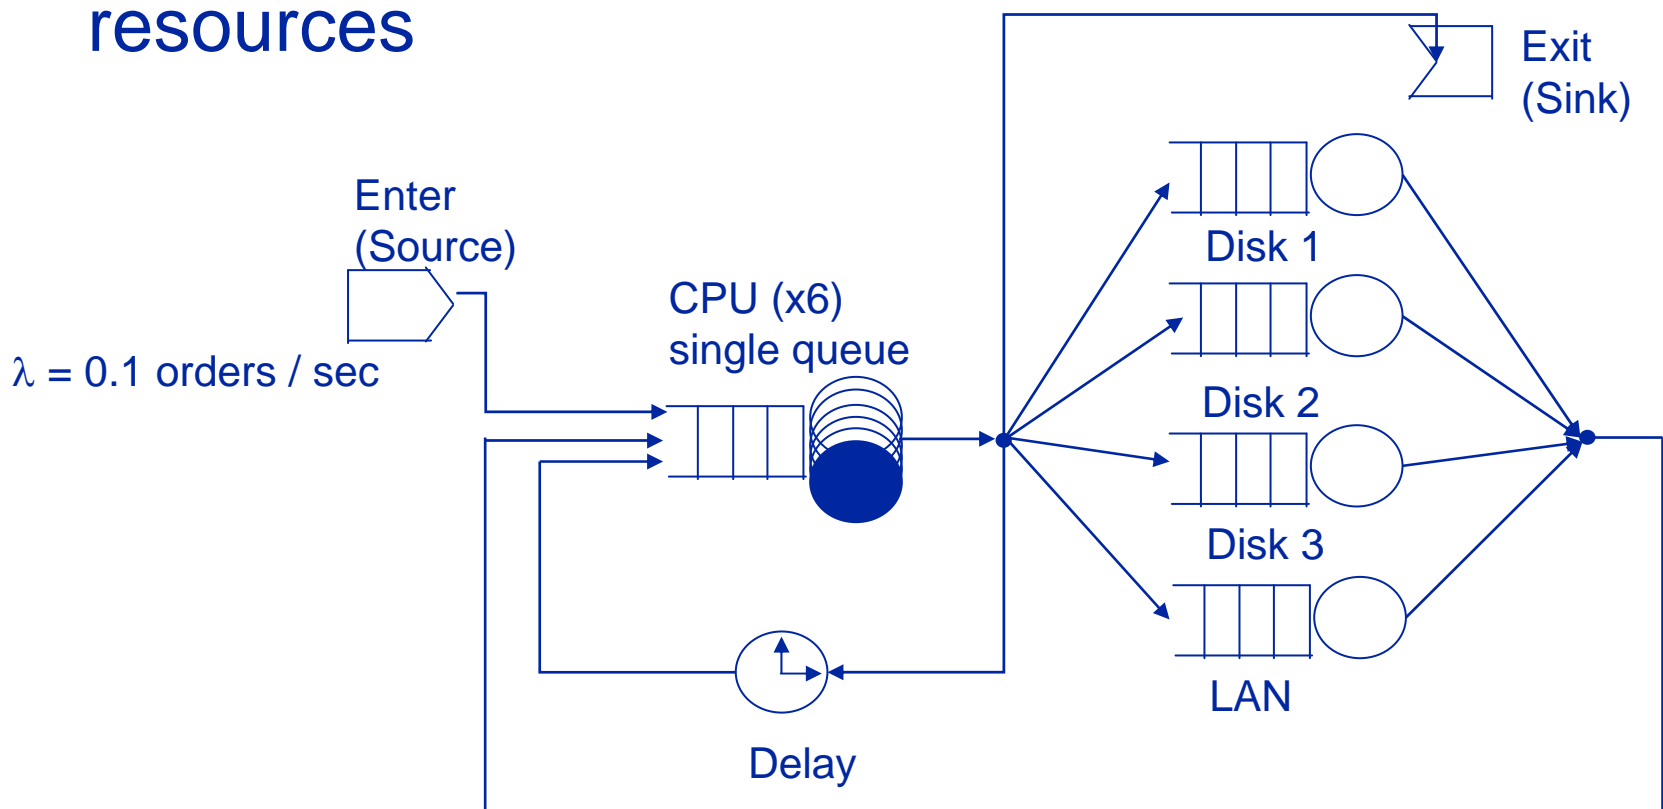 resources
Exit
(Sink)
Enter
(Source)
Disk 1
CPU (x6)
single queue
λ = 0.1 orders / sec
Disk 2
Disk 3
LAN
Delay